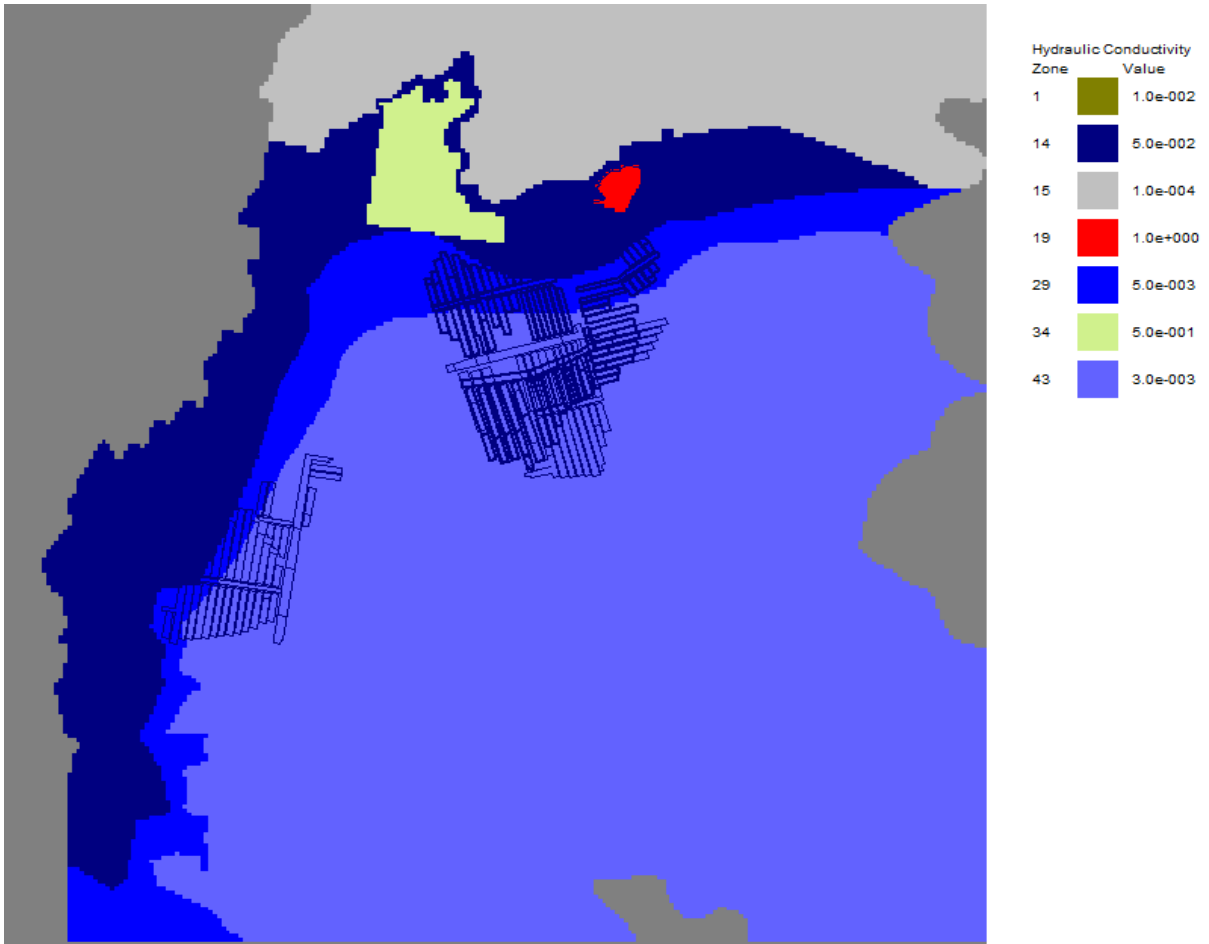 Hydraulic Conductivity
Zone Value
1 1.0e-002
14 5.0e-002
15 1.0e-004
19 1.0e+000
29 5.0e-003
34 5.0e-001
43 3.0e-003